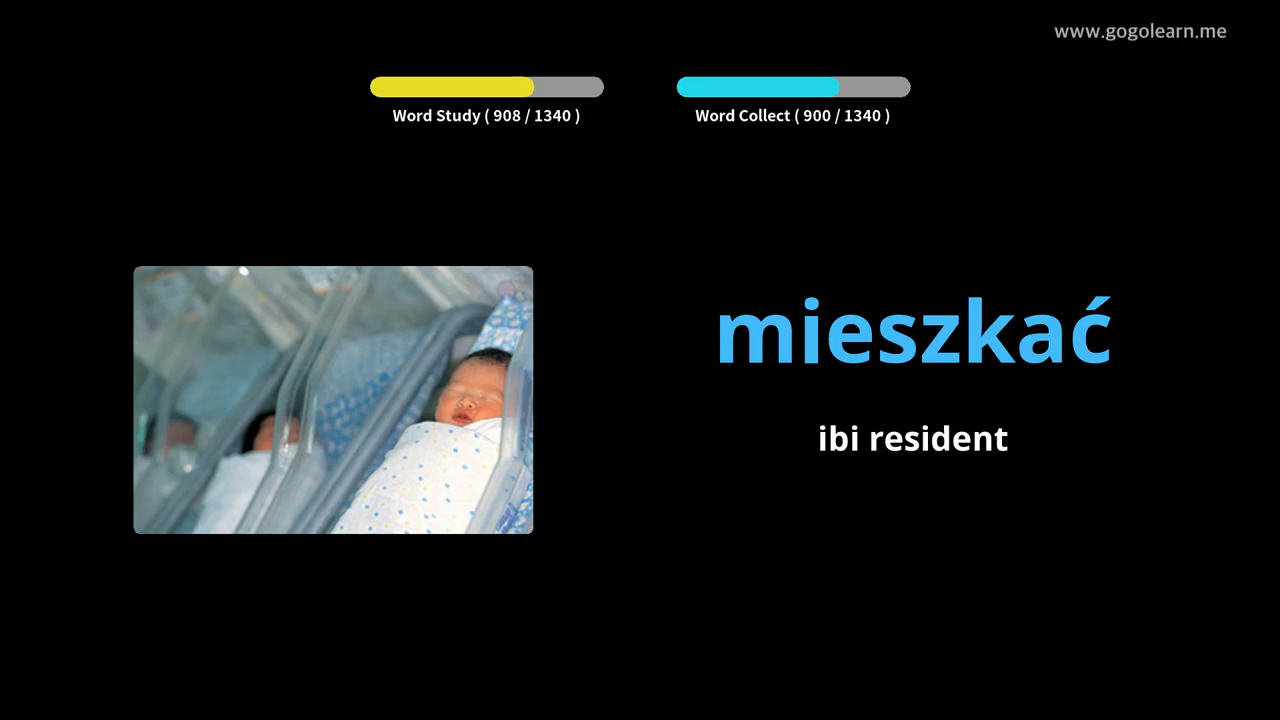 www.gogolearn.me
Word Study ( 908 / 1340 )
Word Collect ( 900 / 1340 )
mieszkać
ibi resident